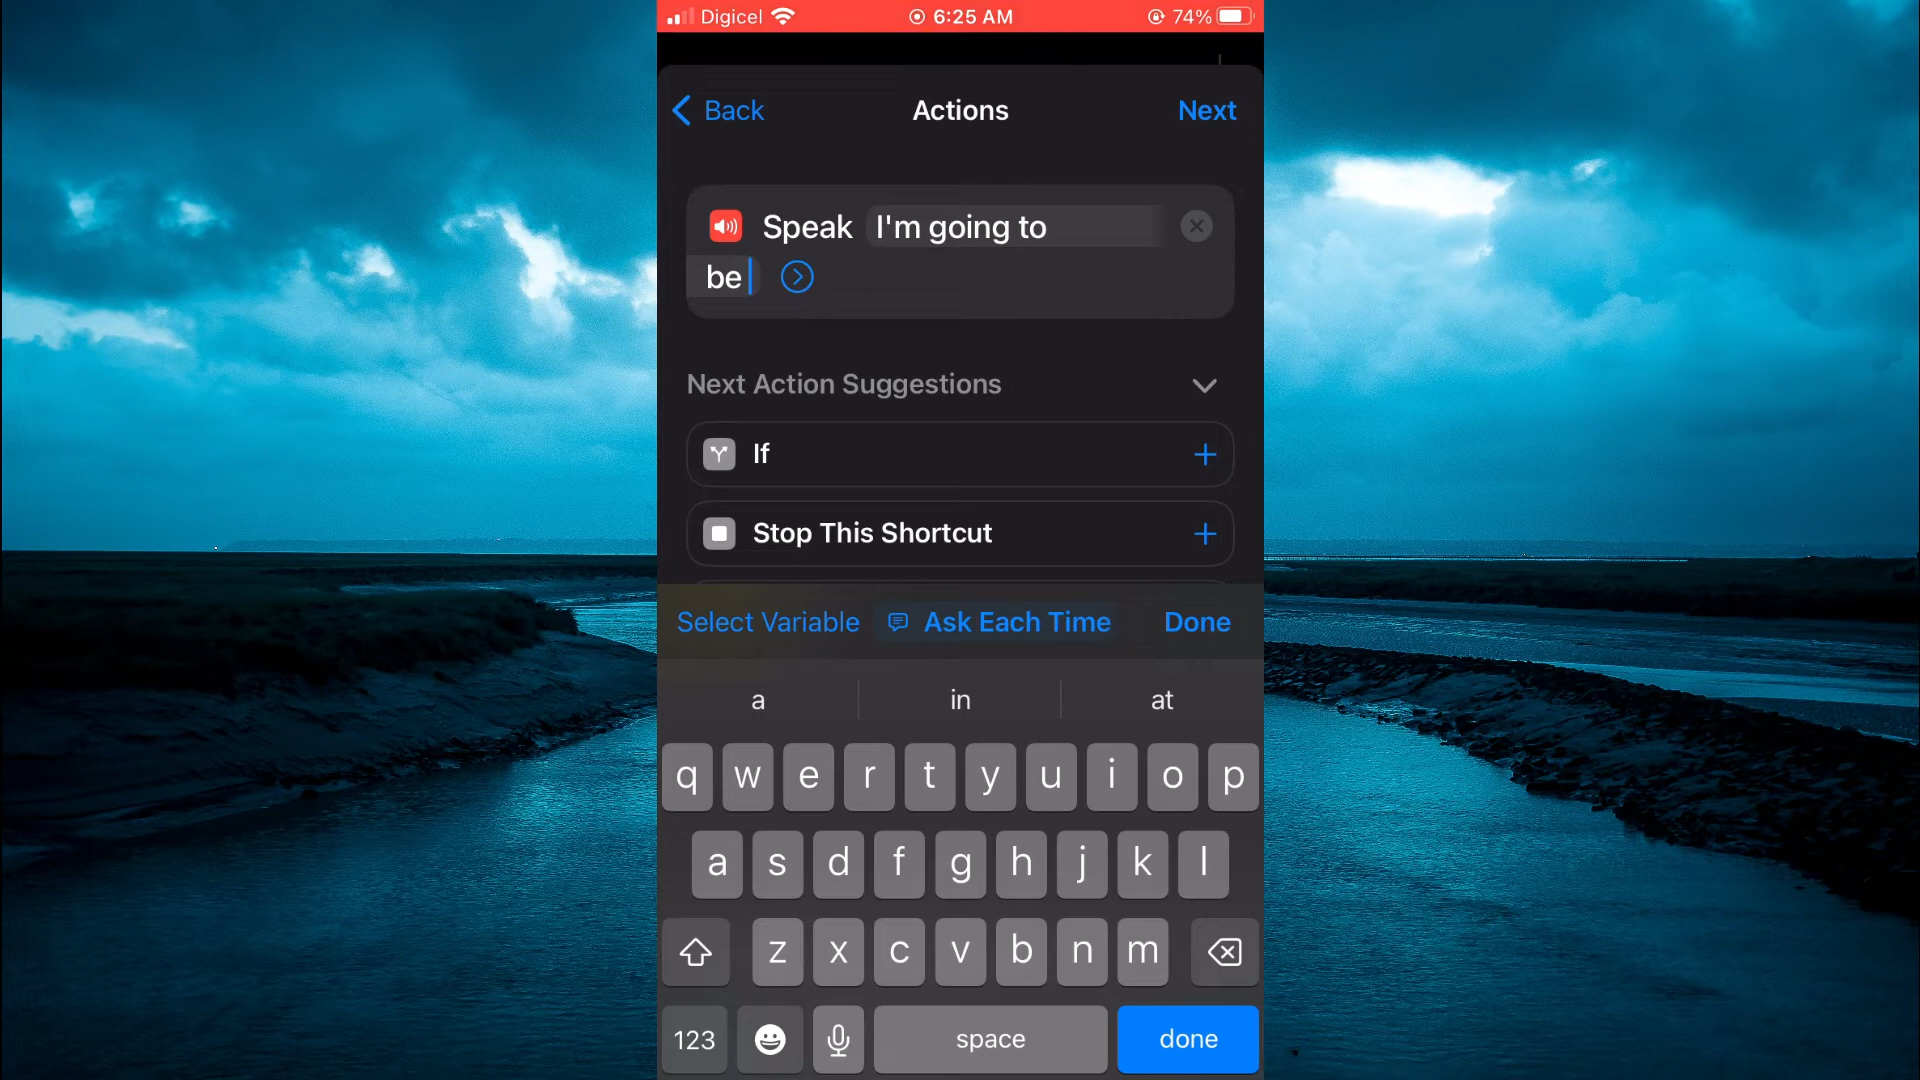 Digicel 6:25 AM 74%
Back Actions Next
Speak I'm going to
be
Next Action Suggestions
If
Stop This Shortcut
Select Variable Ask Each Time Done
a in at
q w e r t y u i o p
a s d f g h j k l
z x c v b n m
123 space done